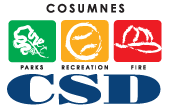 COSUMNES
PARKS RECREATION FIRE
CSD